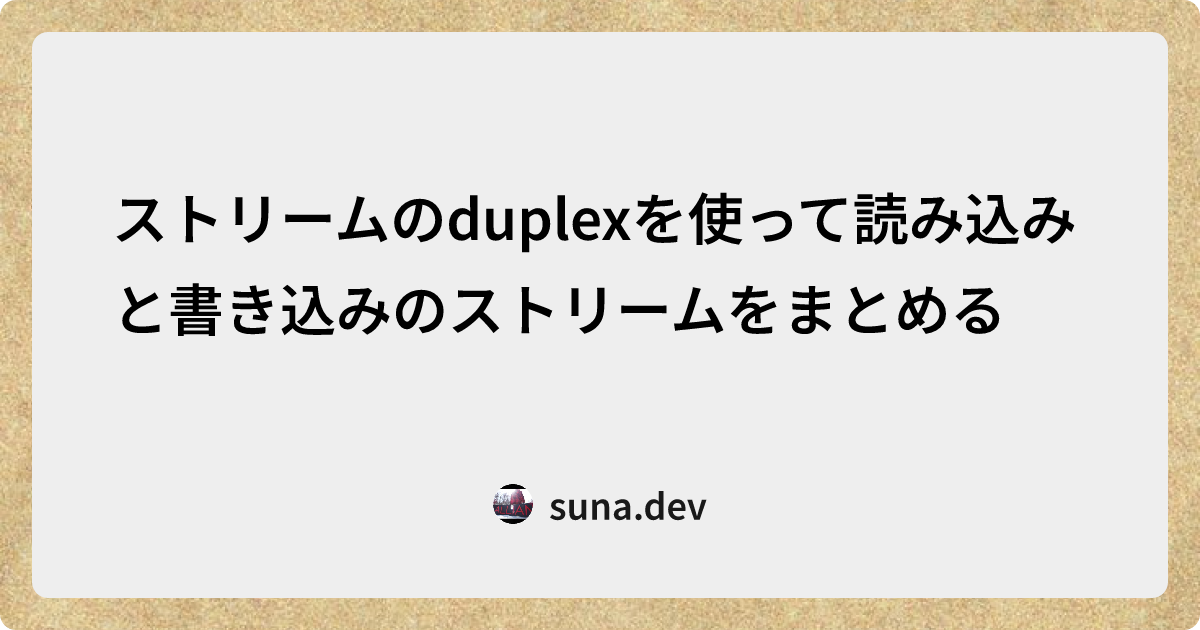 ストリームのduplexを使って読み込み
と書き込みのストリームをまとめる
suna.dev